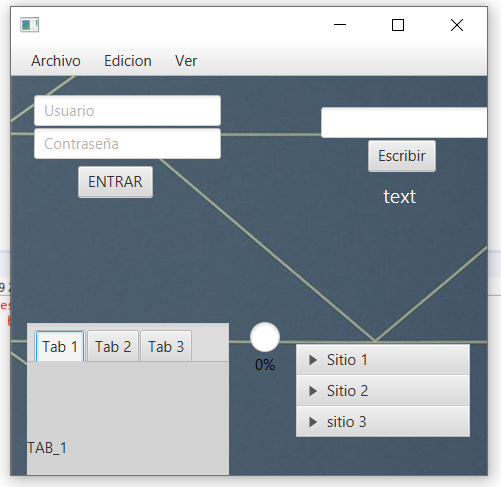 Archivo Edicion Ver
Usuario
Contraseña
ENTRAR
Escribir
text
Tab 1 Tab 2 Tab 3
TAB_1
0%
Sitio 1
Sitio 2
sitio 3